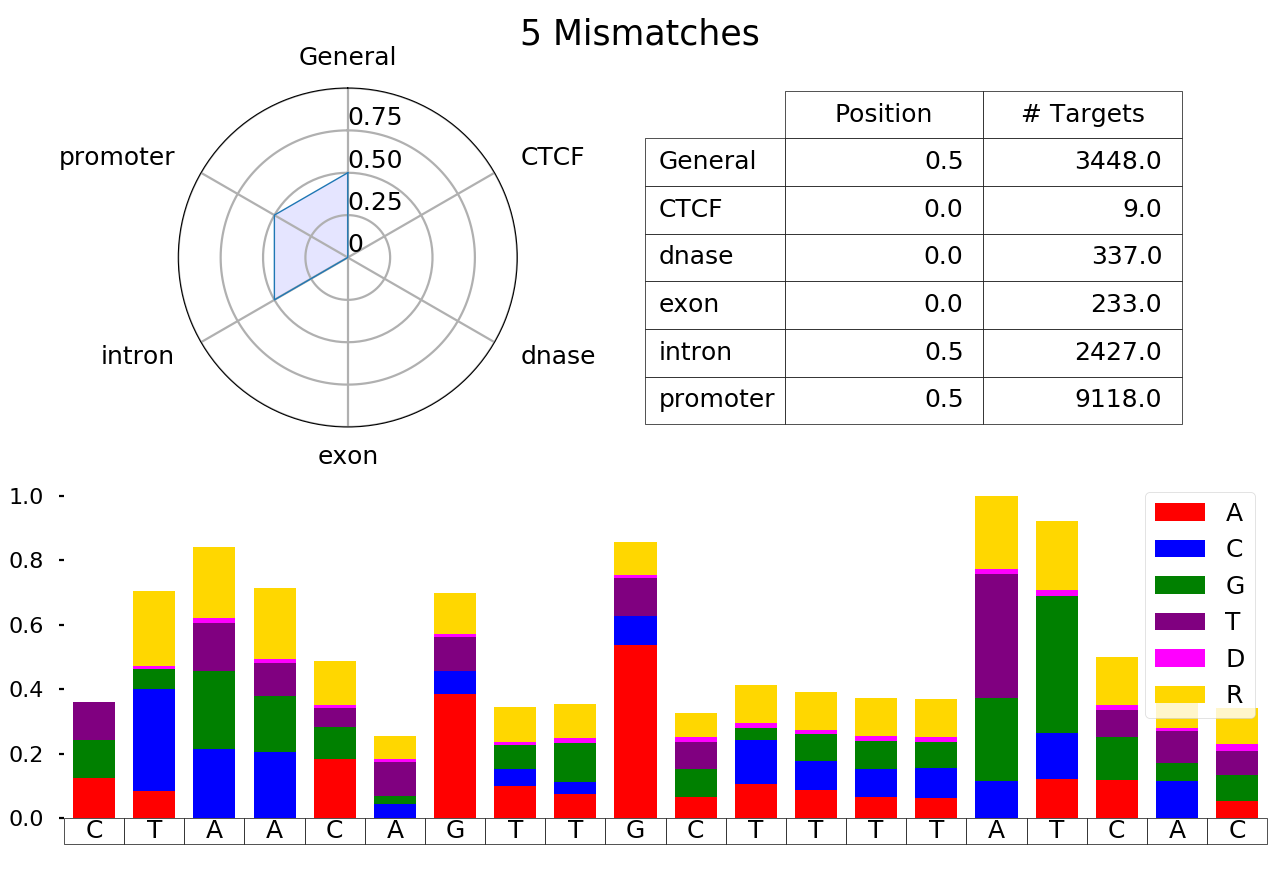 5 Mismatches
General
promoter
CTCF
0.75
0.50
0.25
0
intron
dnase
exon
Position # Targets
General 0.5 3448.0
CTCF 0.0 9.0
dnase 0.0 337.0
exon 0.0 233.0
intron 0.5 2427.0
promoter 0.5 9118.0
1.0
0.8
0.6
0.4
0.2
0.0
A
C
G
T
D
R
C T A A C A G T T G C T T T T A T C A C